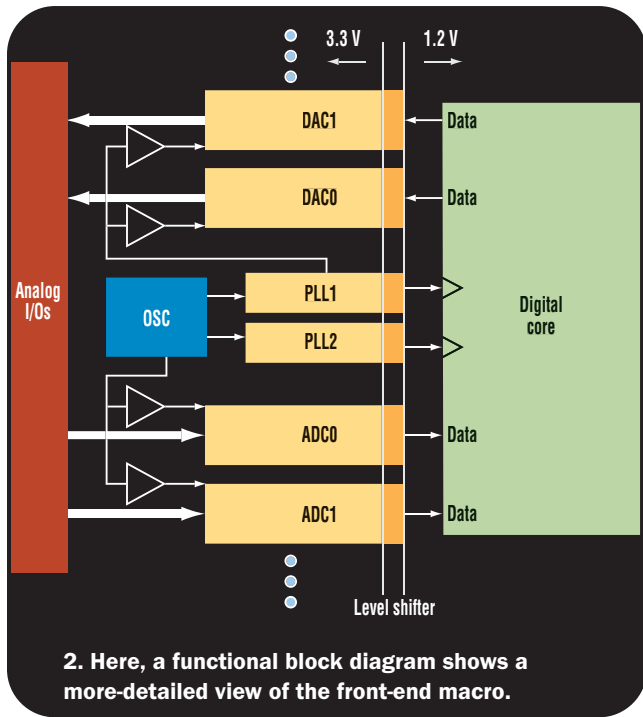 3.3 V
1.2 V
DAC1
Data
DAC0
Data
Analog
I/Os
OSC
PLL1
PLL2
Digital
core
ADC0
Data
ADC1
Data
Level shifter
2. Here, a functional block diagram shows a
more-detailed view of the front-end macro.